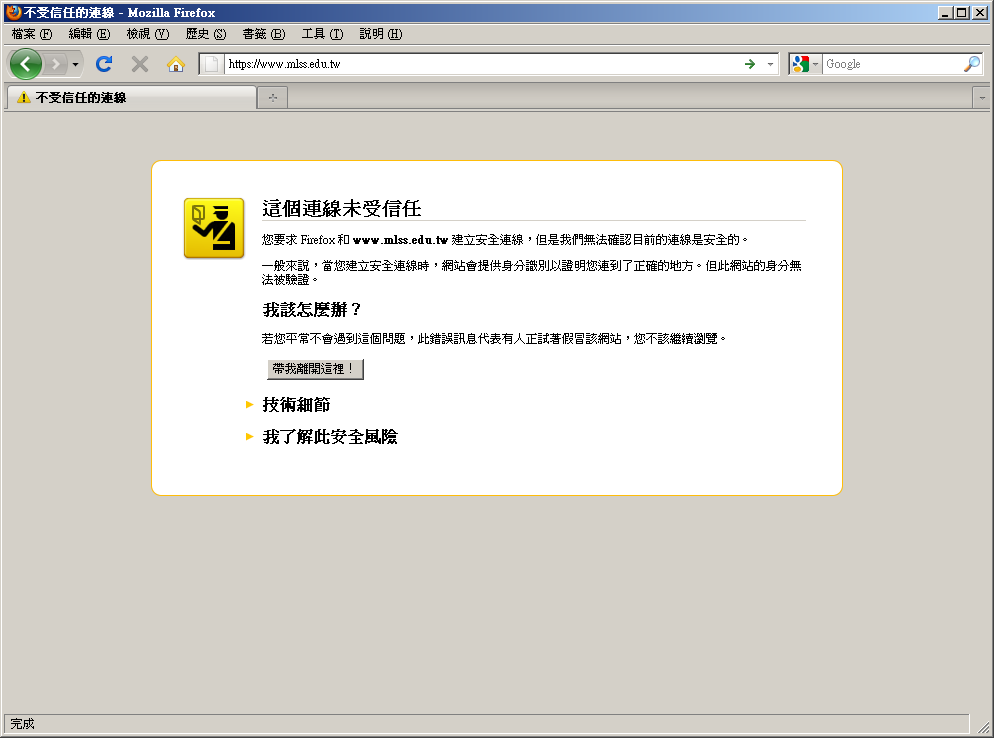 不受信任的連線 - Mozilla Firefox
檔案 (F) 編輯 (E) 檢視 (V) 歷史 (S) 書籤 (B) 工具 (T) 說明 (H)
https://www.mlss.edu.tw Google
不受信任的連線
這個連線未受信任
您要求 Firefox 和 www.mlss.edu.tw 建立安全連線，但是我們無法確認目前的連線是安全的。
一般來說，當您建立安全連線時，網站會提供身分識別以證明您連到了正確的地方。但此網站的身分無
法被驗證。
我該怎麼辦？
若您平常不會遇到這個問題，此錯誤訊息代表有人正試著假冒該網站，您不該繼續瀏覽。
帶我離開這裡！
技術細節
我了解此安全風險
完成